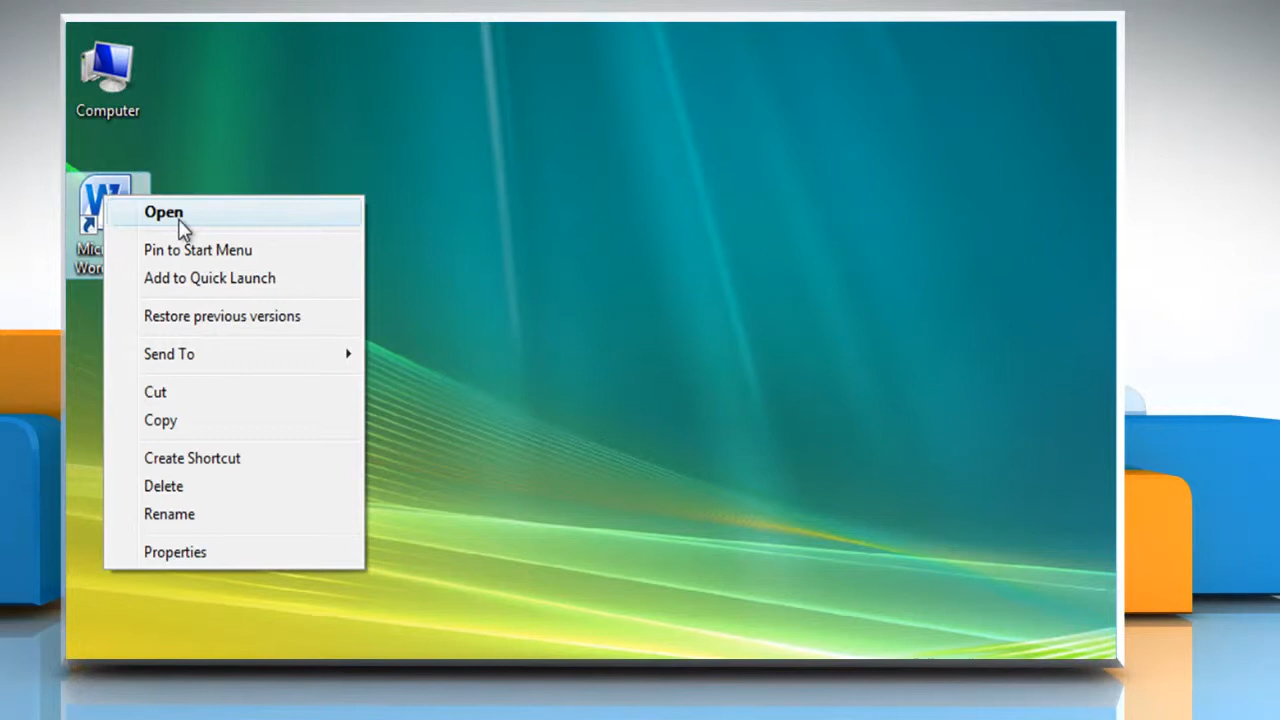 Computer
W
Open
Pin to Start Menu
Add to Quick Launch
Restore previous versions
Send To
Cut
Copy
Create Shortcut
Delete
Rename
Properties